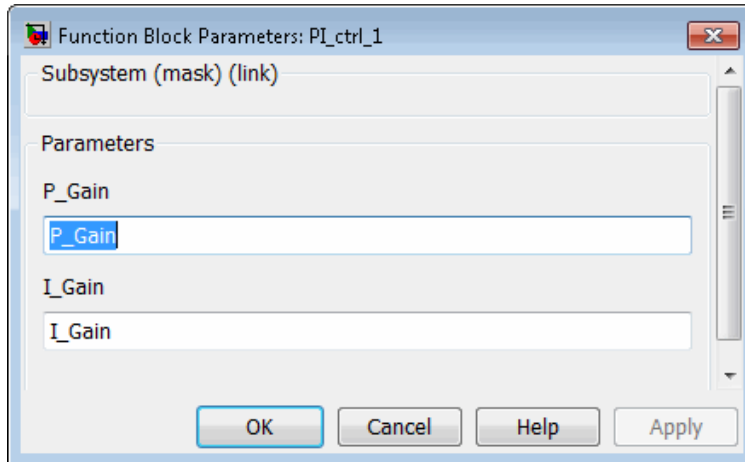 Function Block Parameters: PI_ctrl_1
Subsystem (mask) (link)
Parameters
P_Gain
P_Gain
I_Gain
I_Gain
OK Cancel Help Apply